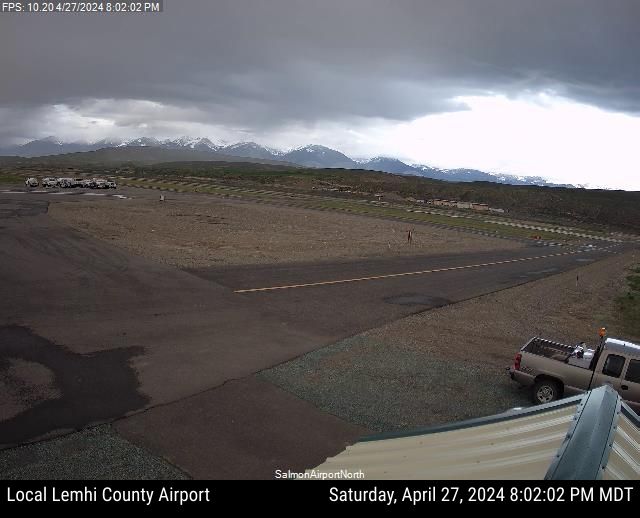 FPS: 10.20 4/27/2024 8:02:02 PM
SalmonAirportNorth
Local Lemhi County Airport Saturday, April 27, 2024 8:02:02 PM MDT